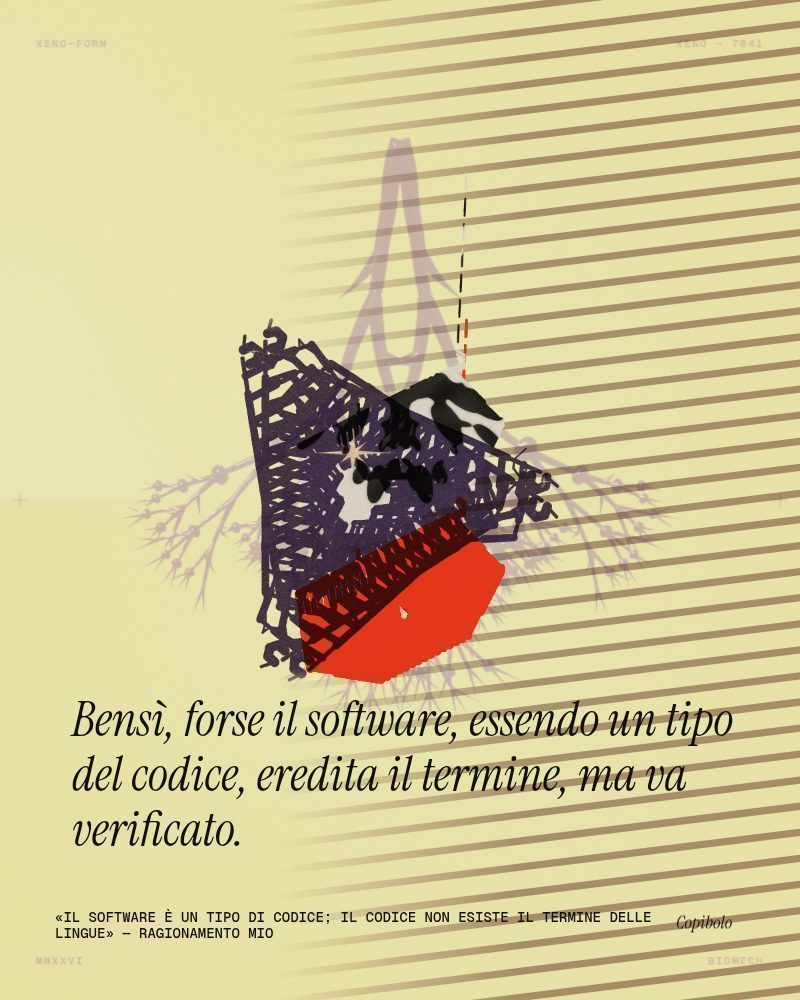 XENO-FORM
XENO — 7841
Bensì, forse il software, essendo un tipo
del codice, eredita il termine, ma va
verificato.
«IL SOFTWARE È UN TIPO DI CODICE; IL CODICE NON ESISTE IL TERMINE DELLE
LINGUE» — RAGIONAMENTO MIO
Copibolo
MMXXVI
BIOMECH